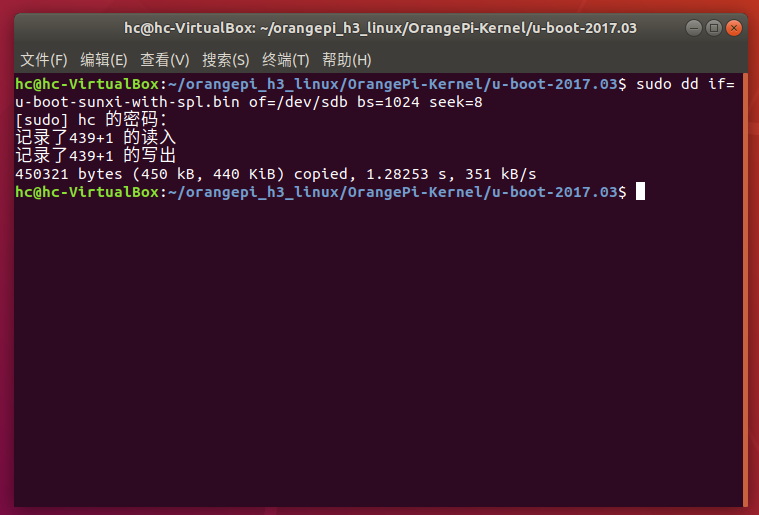 hc@hc-VirtualBox: ~/orangepi_h3_linux/OrangePi-Kernel/u-boot-2017.03
文件(F) 编辑(E) 查看(V) 搜索(S) 终端(T) 帮助(H)
hc@hc-VirtualBox:~/orangepi_h3_linux/OrangePi-Kernel/u-boot-2017.03$ sudo dd if=
u-boot-sunxi-with-spl.bin of=/dev/sdb bs=1024 seek=8
[sudo] hc 的密码：
记录了439+1 的读入
记录了439+1 的写出
450321 bytes (450 kB, 440 KiB) copied, 1.28253 s, 351 kB/s
hc@hc-VirtualBox:~/orangepi_h3_linux/OrangePi-Kernel/u-boot-2017.03$